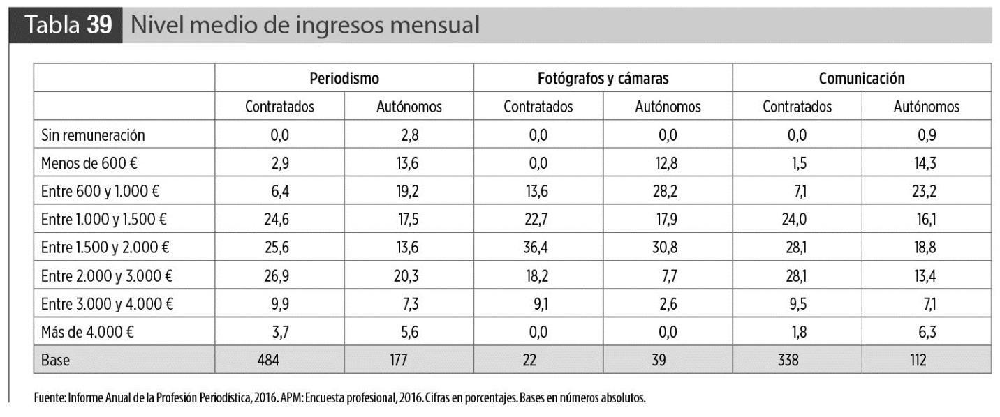 Tabla 39 Nivel medio de ingresos mensual
Periodismo Fotógrafos y cámaras Comunicación
Contratados Autónomos Contratados Autónomos Contratados Autónomos
Sin remuneración 0,0 2,8 0,0 0,0 0,0 0,9
Menos de 600 € 2,9 13,6 0,0 12,8 1,5 14,3
Entre 600 y 1.000 € 6,4 19,2 13,6 28,2 7,1 23,2
Entre 1.000 y 1.500 € 24,6 17,5 22,7 17,9 24,0 16,1
Entre 1.500 y 2.000 € 25,6 13,6 36,4 30,8 28,1 18,8
Entre 2.000 y 3.000 € 26,9 20,3 18,2 7,7 28,1 13,4
Entre 3.000 y 4.000 € 9,9 7,3 9,1 2,6 9,5 7,1
Más de 4.000 € 3,7 5,6 0,0 0,0 1,8 6,3
Base 484 177 22 39 338 112
Fuente: Informe Anual de la Profesión Periodística, 2016. APM: Encuesta profesional, 2016. Cifras en porcentajes. Bases en números absolutos.